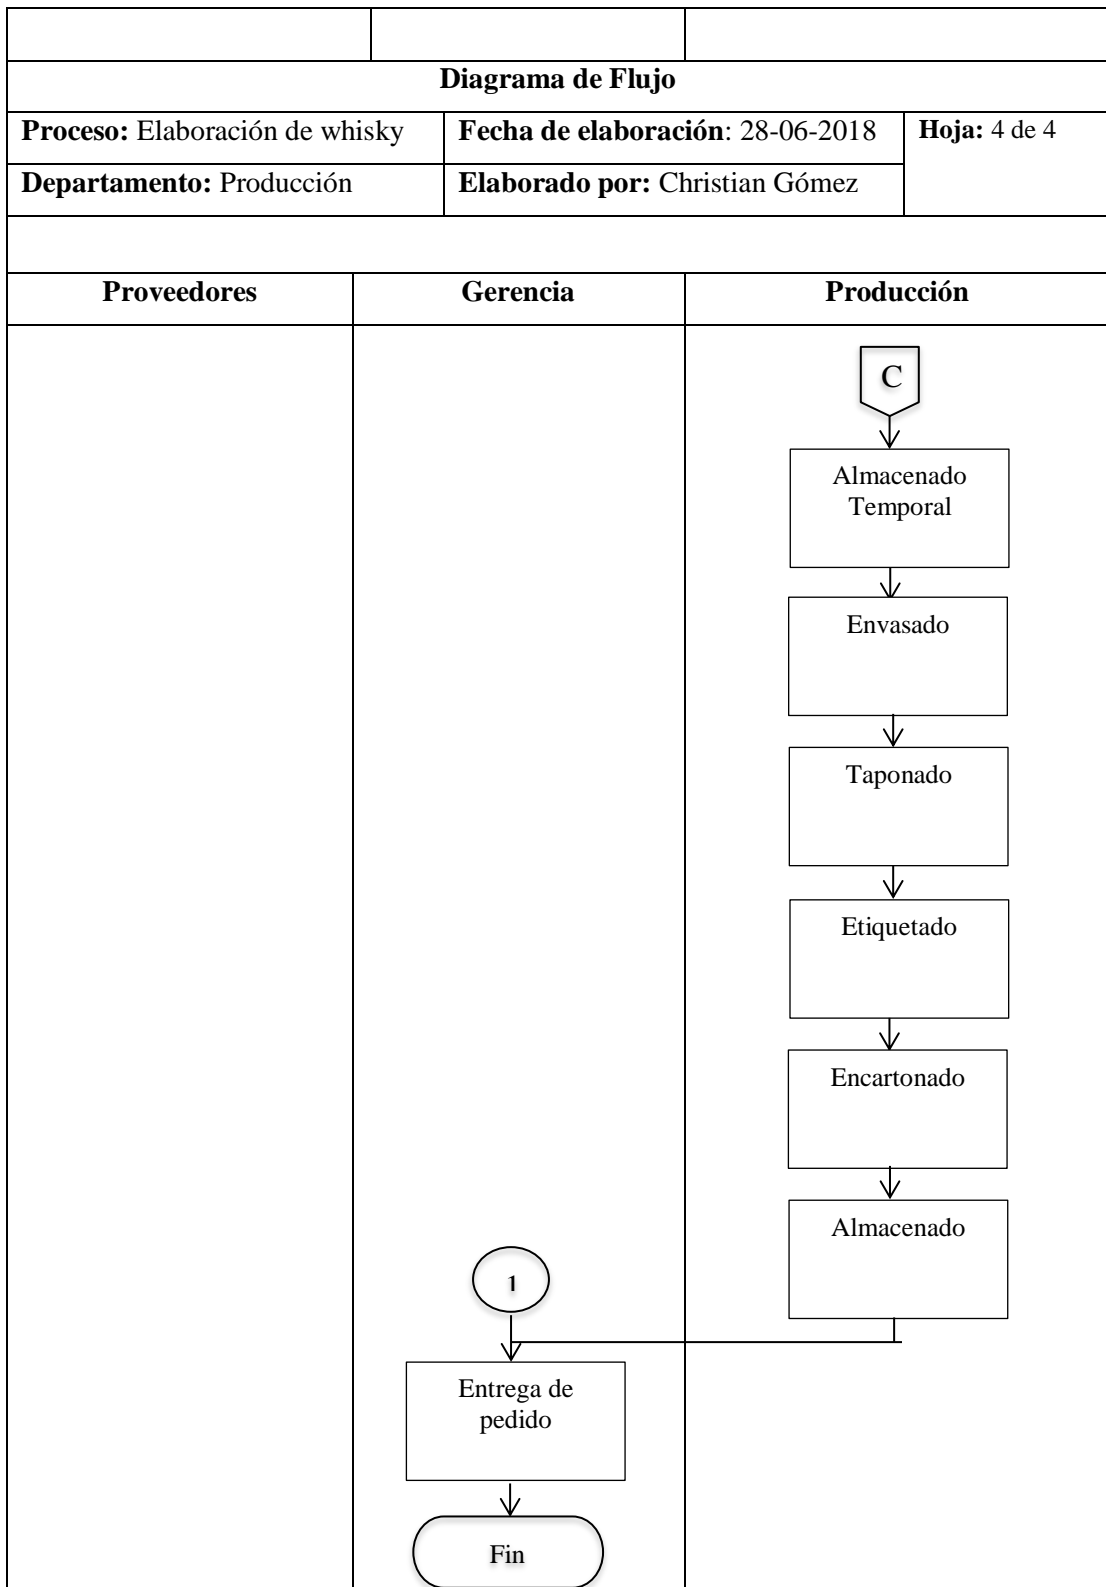 Diagrama de Flujo
Proceso: Elaboración de whisky
Fecha de elaboración: 28-06-2018
Hoja: 4 de 4
Departamento: Producción
Elaborado por: Christian Gómez
Proveedores
Gerencia
Producción
C
Almacenado
Temporal
Envasado
Taponado
Etiquetado
Encartonado
Almacenado
1
Entrega de
pedido
Fin